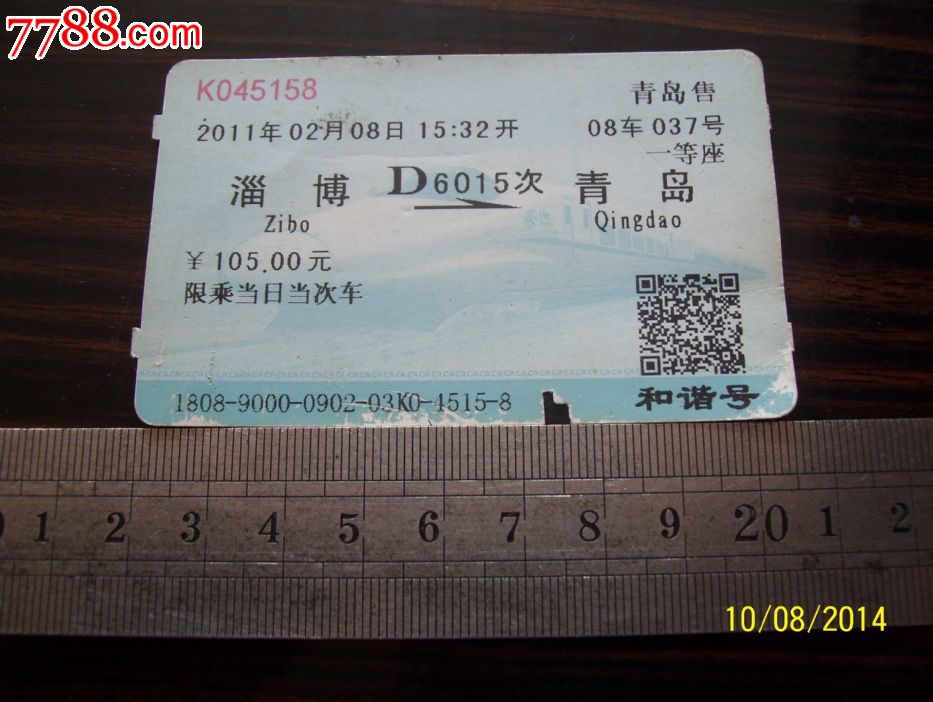 7788.com
K045158
青岛售
2011年02月08日 15:32开
08车 037号
一等座
淄 博 D6015次 青 岛
Zibo Qingdao
¥105.00元
限乘当日当次车
1808-9000-0902-03K0-4515-8
和谐号
1 2 3 4 5 6 7 8 9 20 1 2
10/08/2014